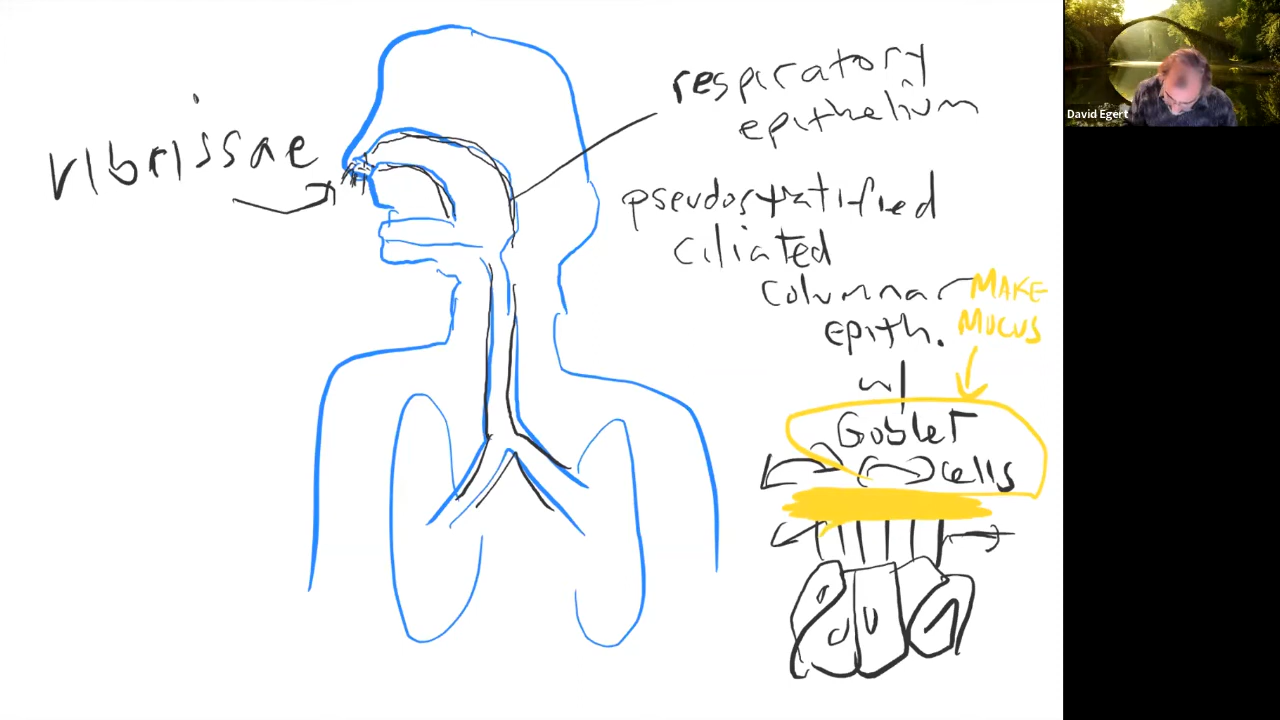 vibrissae
respiratory
epithelium
pseudostratified
ciliated
columnar
epith.
w/
Goblet
cells
MAKE
MUCUS
David Egert